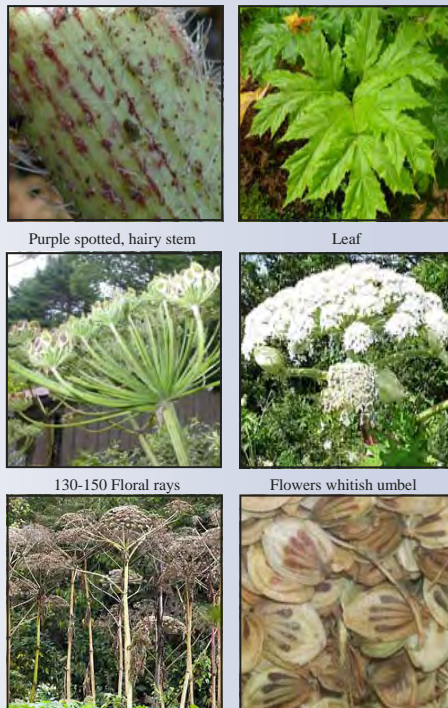 Purple spotted, hairy stem
Leaf
130-150 Floral rays
Flowers whitish umbel